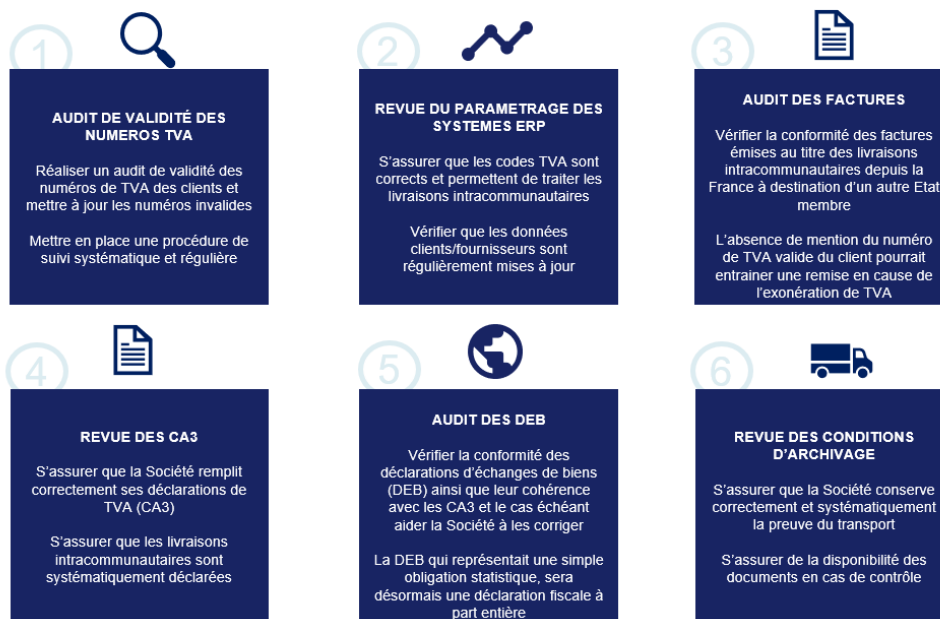 1
AUDIT DE VALIDITÉ DES
NUMEROS TVA
Réaliser un audit de validité des
numéros de TVA des clients et
mettre à jour les numéros invalides
Mettre en place une procédure de
suivi systématique et régulière
2
REVUE DU PARAMETRAGE DES
SYSTEMES ERP
S'assurer que les codes TVA sont
corrects et permettent de traiter les
livraisons intracommunautaires
Vérifier que les données
clients/fournisseurs sont
régulièrement mises à jour
3
AUDIT DES FACTURES
Vérifier la conformité des factures
émises au titre des livraisons
intracommunautaires depuis la
France à destination d'un autre Etat
membre
L'absence de mention du numéro
de TVA valide du client pourrait
entrainer une remise en cause de
l'exonération de TVA
4
REVUE DES CA3
S'assurer que la Société remplit
correctement ses déclarations de
TVA (CA3)
S'assurer que les livraisons
intracommunautaires sont
systématiquement déclarées
5
AUDIT DES DEB
Vérifier la conformité des
déclarations d'échanges de biens
(DEB) ainsi que leur cohérence
avec les CA3 et le cas échéant
aider la Société à les corriger
La DEB qui représentait une simple
obligation statistique, sera
désormais une déclaration fiscale à
part entière
6
REVUE DES CONDITIONS
D'ARCHIVAGE
S'assurer que la Société conserve
correctement et systématiquement
la preuve du transport
S'assurer de la disponibilité des
documents en cas de contrôle